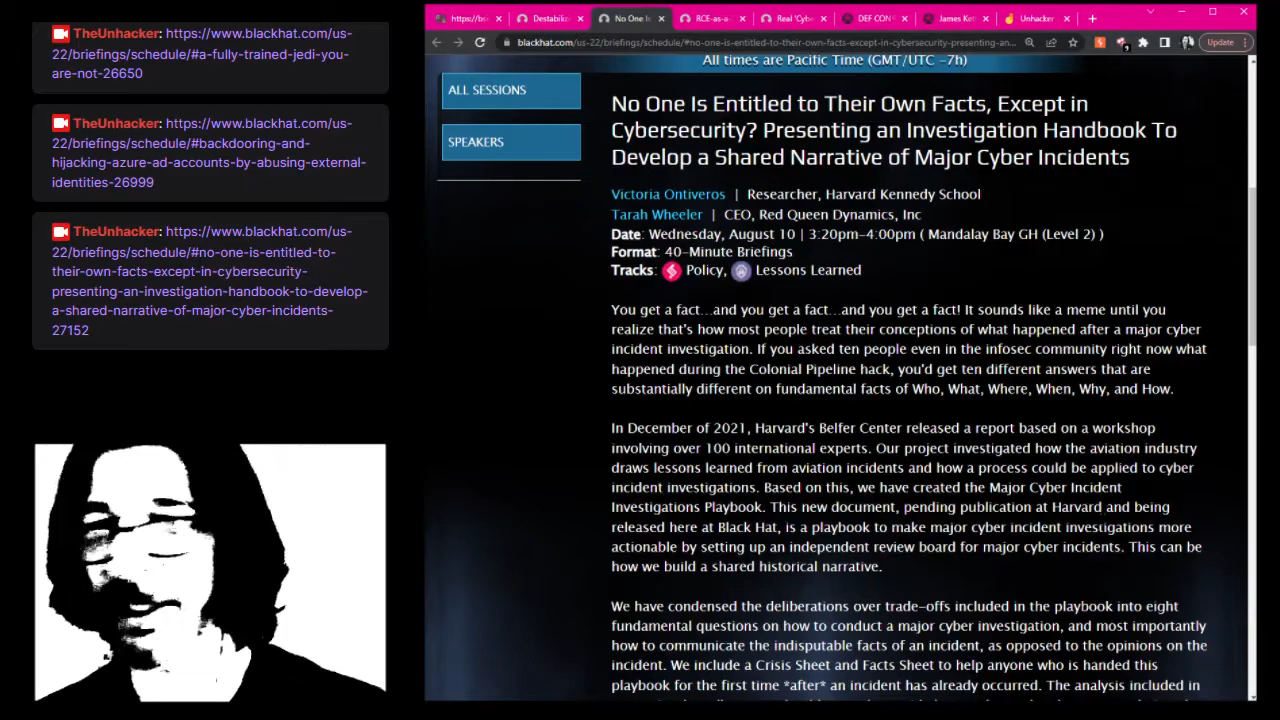 TheUnhacker: https://www.blackhat.com/us-
22/briefings/schedule/#a-fully-trained-jedi-you-
are-not-26650
TheUnhacker: https://www.blackhat.com/us-
22/briefings/schedule/#backdooring-and-
hijacking-azure-ad-accounts-by-abusing-external-
identities-26999
TheUnhacker: https://www.blackhat.com/us-
22/briefings/schedule/#no-one-is-entitled-to-
their-own-facts-except-in-cybersecurity-
presenting-an-investigation-handbook-to-develop-
a-shared-narrative-of-major-cyber-incidents-
27152
https://bs
Destabiliz
No One Is
RCE-as-a-
Real 'Cybe
DEF CON
James Ket
Unhacker
blackhat.com/us-22/briefings/schedule/#no-one-is-entitled-to-their-own-facts-except-in-cybersecurity-presenting-an...
Update
All times are Pacific Time (GMT/UTC -7h)
ALL SESSIONS
SPEAKERS
No One Is Entitled to Their Own Facts, Except in
Cybersecurity? Presenting an Investigation Handbook To
Develop a Shared Narrative of Major Cyber Incidents
Victoria Ontiveros | Researcher, Harvard Kennedy School
Tarah Wheeler | CEO, Red Queen Dynamics, Inc
Date: Wednesday, August 10 | 3:20pm-4:00pm ( Mandalay Bay GH (Level 2) )
Format: 40-Minute Briefings
Tracks: Policy, Lessons Learned
You get a fact...and you get a fact...and you get a fact! It sounds like a meme until you
realize that's how most people treat their conceptions of what happened after a major cyber
incident investigation. If you asked ten people even in the infosec community right now what
happened during the Colonial Pipeline hack, you'd get ten different answers that are
substantially different on fundamental facts of Who, What, Where, When, Why, and How.
In December of 2021, Harvard's Belfer Center released a report based on a workshop
involving over 100 international experts. Our project investigated how the aviation industry
draws lessons learned from aviation incidents and how a process could be applied to cyber
incident investigations. Based on this, we have created the Major Cyber Incident
Investigations Playbook. This new document, pending publication at Harvard and being
released here at Black Hat, is a playbook to make major cyber incident investigations more
actionable by setting up an independent review board for major cyber incidents. This can be
how we build a shared historical narrative.
We have condensed the deliberations over trade-offs included in the playbook into eight
fundamental questions on how to conduct a major cyber investigation, and most importantly
how to communicate the indisputable facts of an incident, as opposed to the opinions on the
incident. We include a Crisis Sheet and Facts Sheet to help anyone who is handed this
playbook for the first time *after* an incident has already occurred. The analysis included in